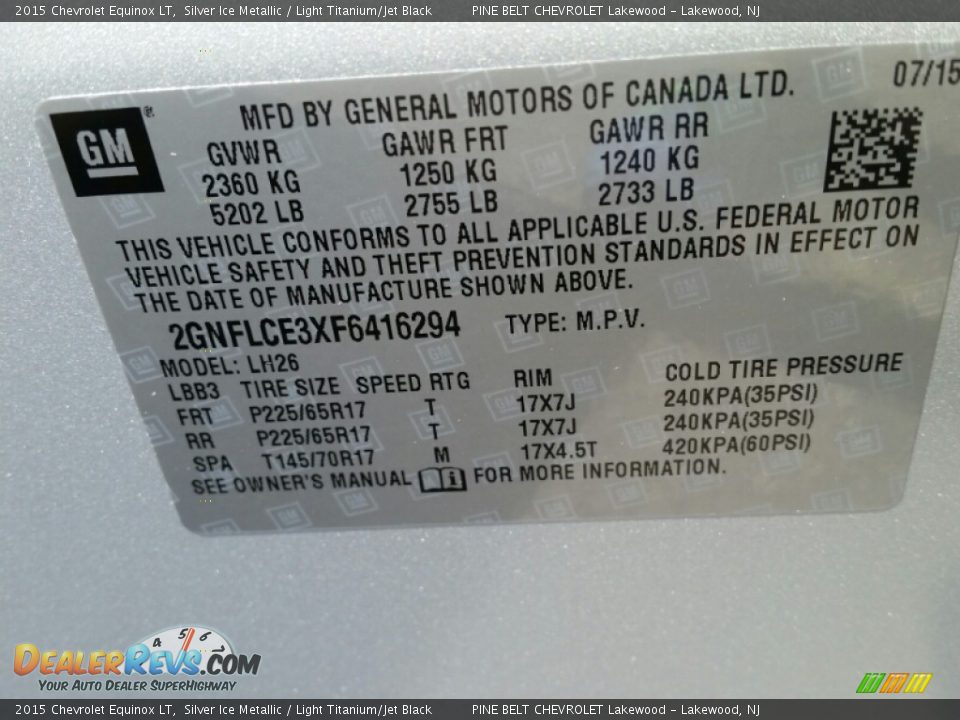 2015 Chevrolet Equinox LT, Silver Ice Metallic / Light Titanium/Jet Black PINE BELT CHEVROLET Lakewood – Lakewood, NJ
GM®
MFD BY GENERAL MOTORS OF CANADA LTD. 07/15
GVWR GAWR FRT GAWR RR
2360 KG 1250 KG 1240 KG
5202 LB 2755 LB 2733 LB
THIS VEHICLE CONFORMS TO ALL APPLICABLE U.S. FEDERAL MOTOR
VEHICLE SAFETY AND THEFT PREVENTION STANDARDS IN EFFECT ON
THE DATE OF MANUFACTURE SHOWN ABOVE.
2GNFLCE3XF6416294 TYPE: M.P.V.
MODEL: LH26
LBB3 TIRE SIZE SPEED RTG RIM COLD TIRE PRESSURE
FRT P225/65R17 T 17X7J 240KPA(35PSI)
RR P225/65R17 T 17X7J 240KPA(35PSI)
SPA T145/70R17 M 17X4.5T 420KPA(60PSI)
SEE OWNER'S MANUAL i FOR MORE INFORMATION.
4 5 6 7
DEALERREVS.COM
YOUR AUTO DEALER SUPERHIGHWAY
2015 Chevrolet Equinox LT, Silver Ice Metallic / Light Titanium/Jet Black PINE BELT CHEVROLET Lakewood – Lakewood, NJ